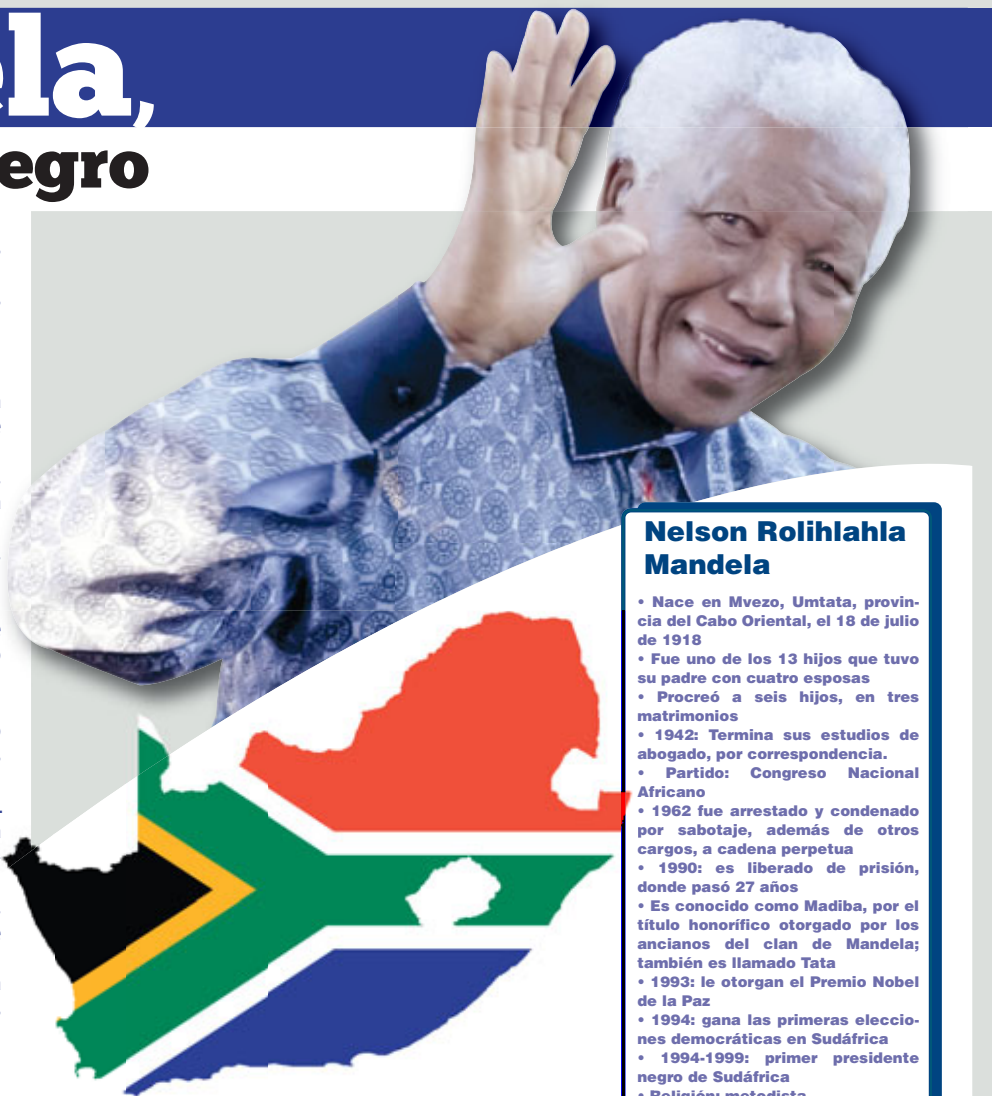 la,
egro
Nelson Rolihlahla
Mandela
• Nace en Mvezo, Umtata, provin-
cia del Cabo Oriental, el 18 de julio
de 1918
• Fue uno de los 13 hijos que tuvo
su padre con cuatro esposas
• Procreó a seis hijos, en tres
matrimonios
• 1942: Termina sus estudios de
abogado, por correspondencia.
• Partido: Congreso Nacional
Africano
• 1962 fue arrestado y condenado
por sabotaje, además de otros
cargos, a cadena perpetua
• 1990: es liberado de prisión,
donde pasó 27 años
• Es conocido como Madiba, por el
título honorífico otorgado por los
ancianos del clan de Mandela;
también es llamado Tata
• 1993: le otorgan el Premio Nobel
de la Paz
• 1994: gana las primeras eleccio-
nes democráticas en Sudáfrica
• 1994-1999: primer presidente
negro de Sudáfrica
• Religión: metodista